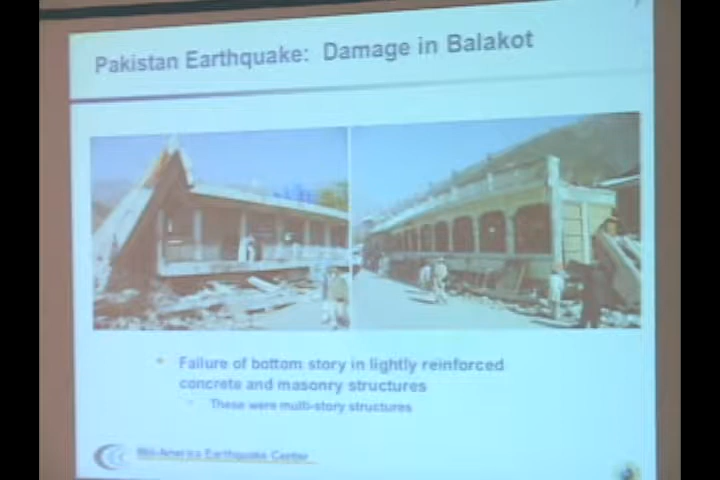 Pakistan Earthquake: Damage in Balakot
Failure of bottom story in lightly reinforced
concrete and masonry structures
These were multi-story structures
Mid-America Earthquake Center